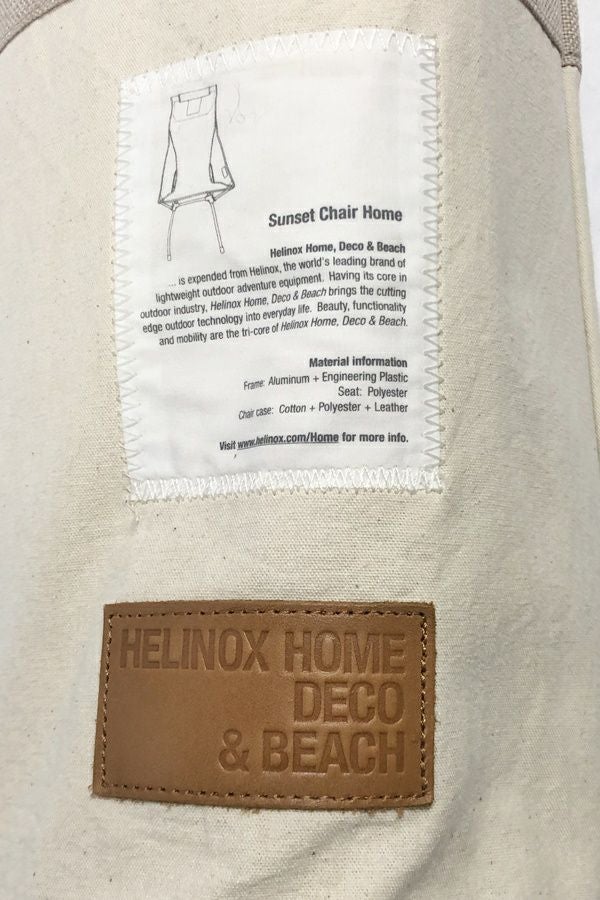 Sunset Chair Home
Helinox Home, Deco & Beach
... is expended from Helinox, the world's leading brand of
lightweight outdoor adventure equipment. Having its core in
outdoor industry, Helinox Home, Deco & Beach brings the cutting
edge outdoor technology into everyday life. Beauty, functionality
and mobility are the tri-core of Helinox Home, Deco & Beach.
Material information
Frame: Aluminum + Engineering Plastic
Seat: Polyester
Chair case: Cotton + Polyester + Leather
Visit www.helinox.com/Home for more info.
HELINOX HOME
DECO
& BEACH